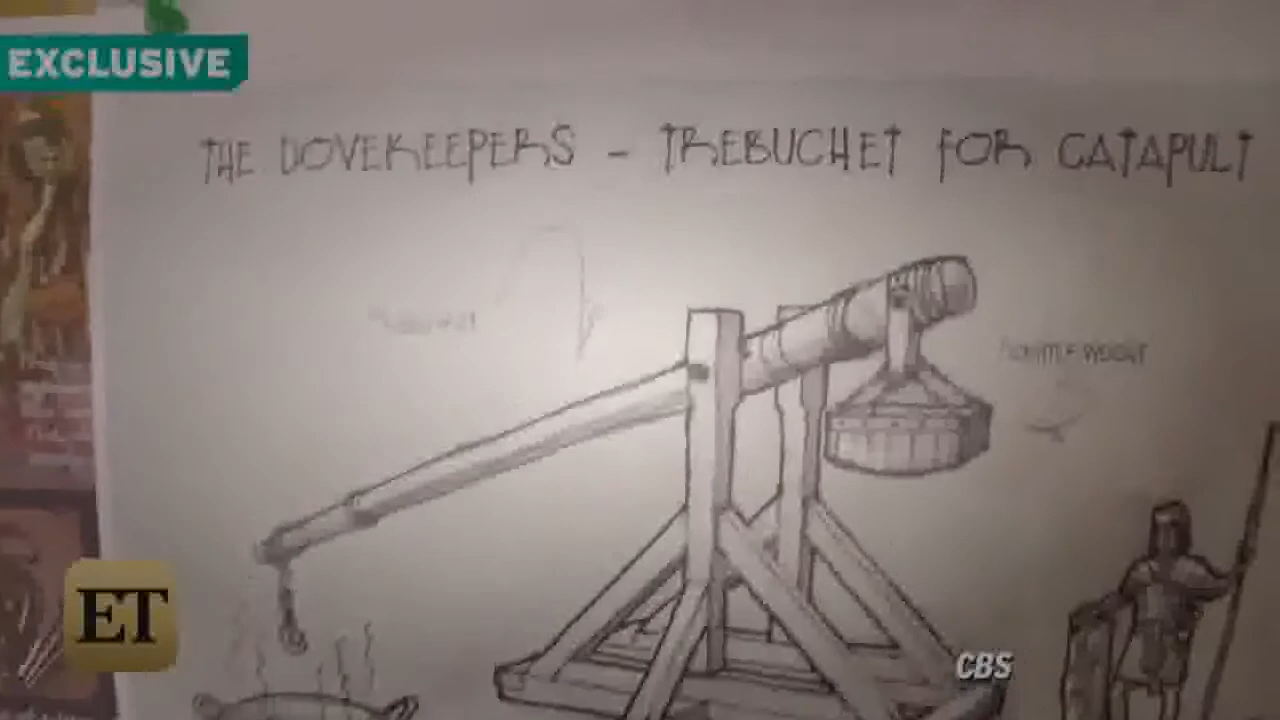 EXCLUSIVE
THE DOVEKEEPERS - TREBUCHET FOR CATAPULT
ET
CBS